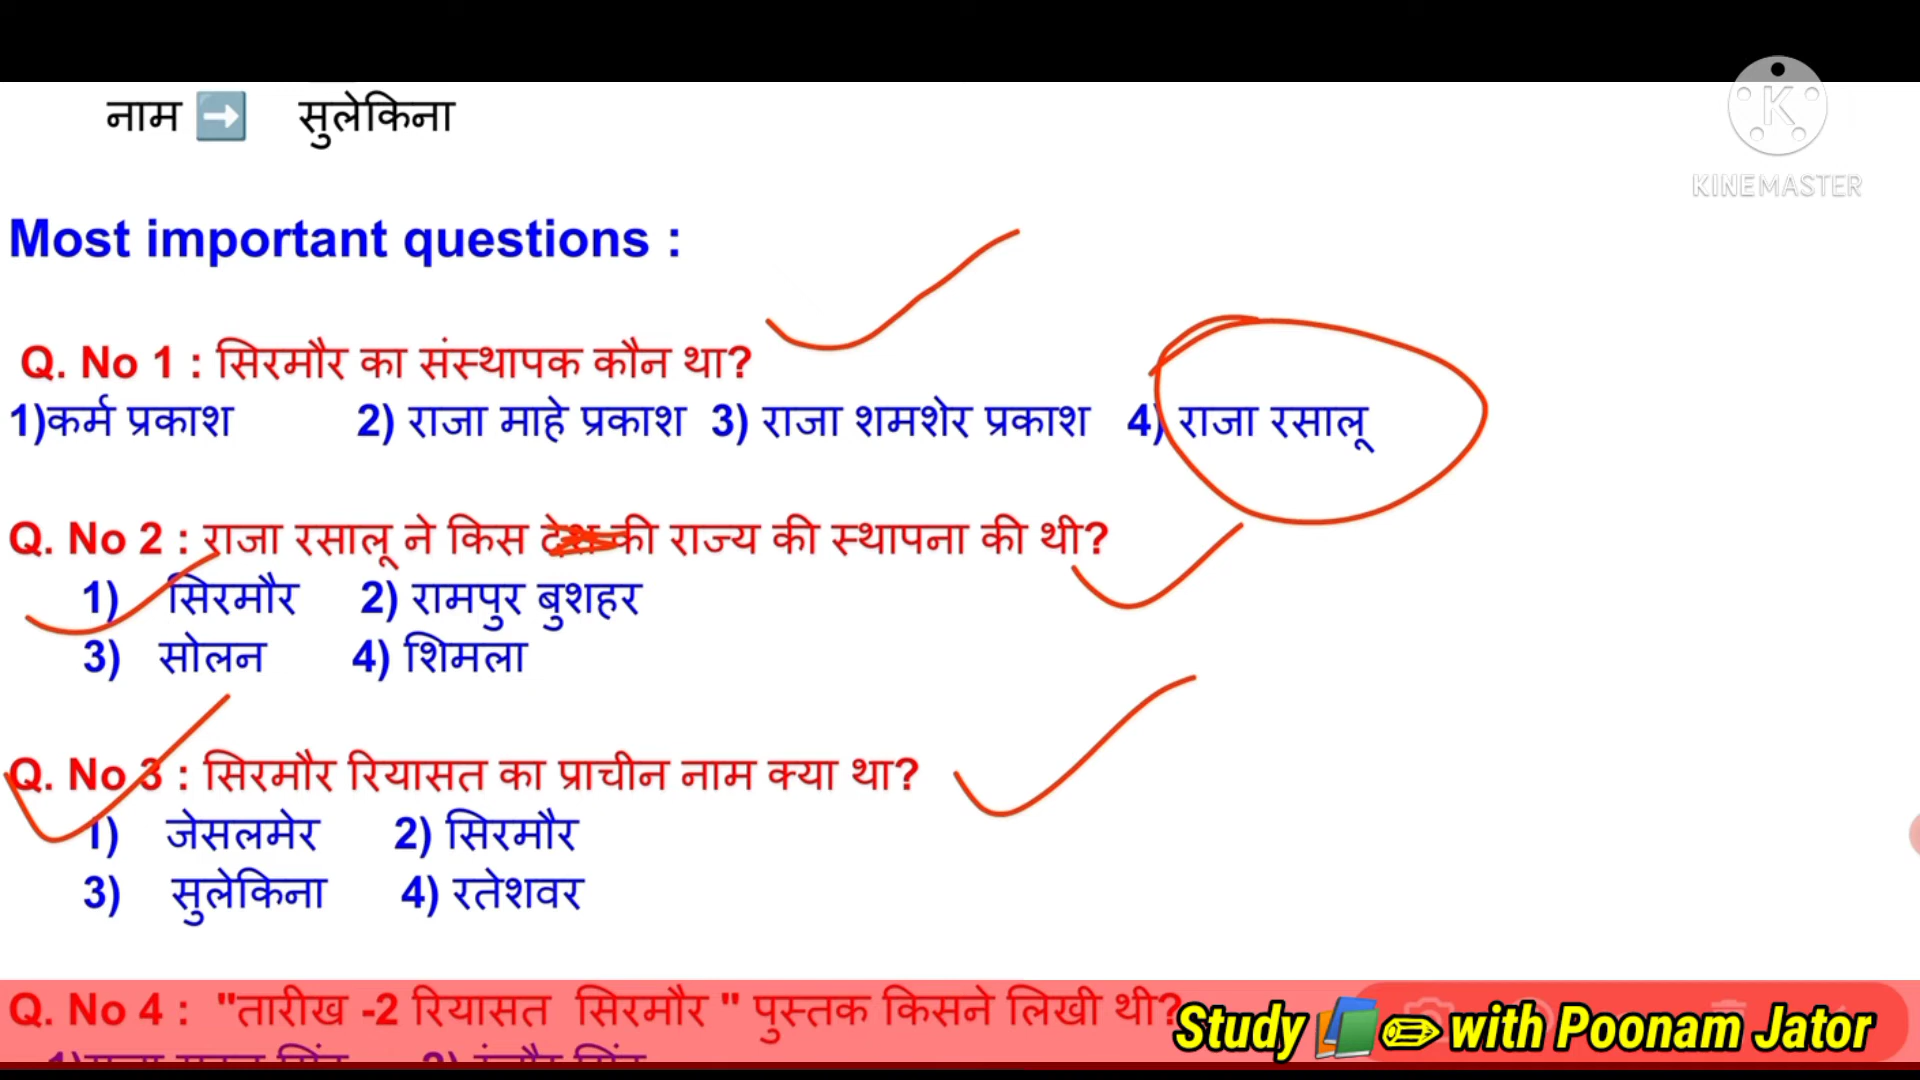 नाम ➡️ सुलेकिना
KINEMASTER
Most important questions :
Q. No 1 : सिरमौर का संस्थापक कौन था?
1)कर्म प्रकाश 2) राजा माहे प्रकाश 3) राजा शमशेर प्रकाश 4) राजा रसालू
Q. No 2 : राजा रसालू ने किस की राज्य की स्थापना की थी?
1) सिरमौर 2) रामपुर बुशहर
3) सोलन 4) शिमला
Q. No 3 : सिरमौर रियासत का प्राचीन नाम क्या था?
1) जेसलमेर 2) सिरमौर
3) सुलेकिना 4) रतेशवर
Q. No 4 : "तारीख -2 रियासत सिरमौर " पुस्तक किसने लिखी थी?
Study 📚✏ with Poonam Jator